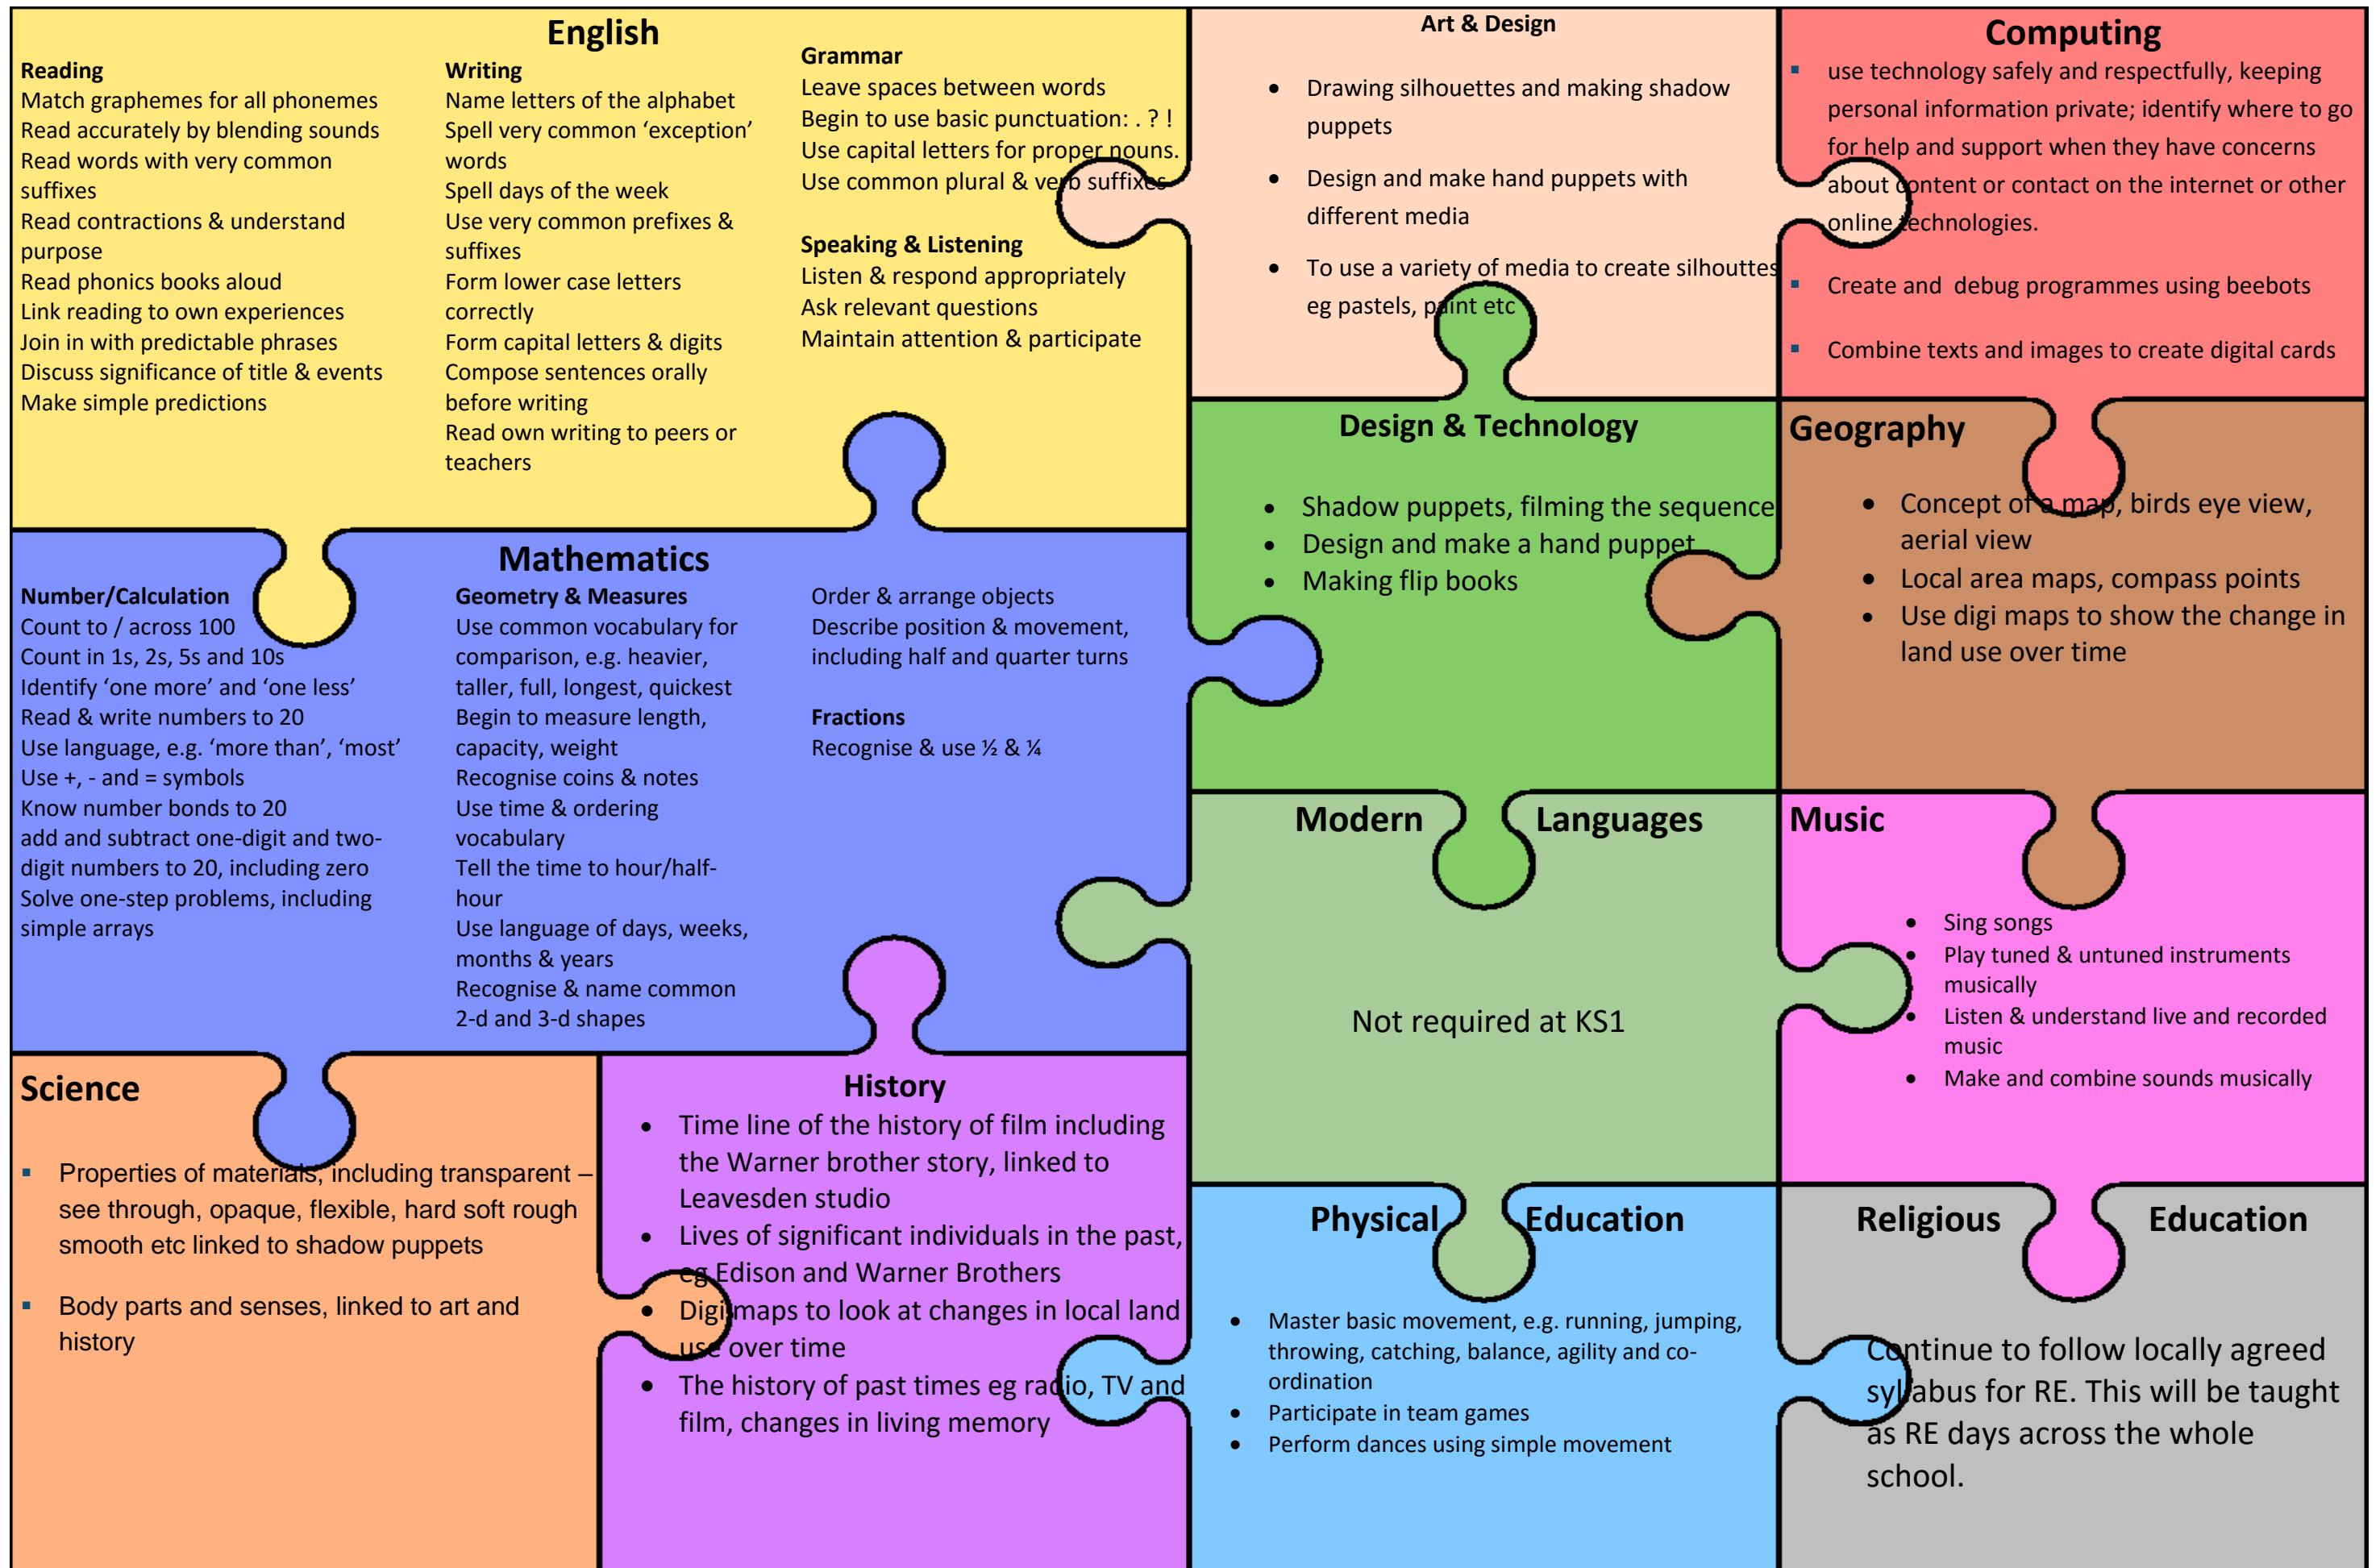 English
Reading
Match graphemes for all phonemes
Read accurately by blending sounds
Read words with very common
suffixes
Read contractions & understand
purpose
Read phonics books aloud
Link reading to own experiences
Join in with predictable phrases
Discuss significance of title & events
Make simple predictions
Writing
Name letters of the alphabet
Spell very common ‘exception’
words
Spell days of the week
Use very common prefixes &
suffixes
Form lower case letters
correctly
Form capital letters & digits
Compose sentences orally
before writing
Read own writing to peers or
teachers
Grammar
Leave spaces between words
Begin to use basic punctuation: . ? !
Use capital letters for proper nouns.
Use common plural & verb suffixes
Speaking & Listening
Listen & respond appropriately
Ask relevant questions
Maintain attention & participate
Art & Design
• Drawing silhouettes and making shadow
puppets
• Design and make hand puppets with
different media
• To use a variety of media to create silhouttes
eg pastels, paint etc
Computing
▪ use technology safely and respectfully, keeping
personal information private; identify where to go
for help and support when they have concerns
about content or contact on the internet or other
online technologies.
▪ Create and  debug programmes using beebots
▪ Combine texts and images to create digital cards
Mathematics
Number/Calculation
Count to / across 100
Count in 1s, 2s, 5s and 10s
Identify ‘one more’ and ‘one less’
Read & write numbers to 20
Use language, e.g. ‘more than’, ‘most’
Use +, - and = symbols
Know number bonds to 20
add and subtract one-digit and two-
digit numbers to 20, including zero
Solve one-step problems, including
simple arrays
Geometry & Measures
Use common vocabulary for
comparison, e.g. heavier,
taller, full, longest, quickest
Begin to measure length,
capacity, weight
Recognise coins & notes
Use time & ordering
vocabulary
Tell the time to hour/half-
hour
Use language of days, weeks,
months & years
Recognise & name common
2-d and 3-d shapes
Order & arrange objects
Describe position & movement,
including half and quarter turns
Fractions
Recognise & use ½ & ¼
Design & Technology
• Shadow puppets, filming the sequence
• Design and make a hand puppet
• Making flip books
Geography
• Concept of a map, birds eye view,
aerial view
• Local area maps, compass points
• Use digi maps to show the change in
land use over time
Modern Languages
Not required at KS1
Music
• Sing songs
• Play tuned & untuned instruments
musically
• Listen & understand live and recorded
music
• Make and combine sounds musically
Science
▪ Properties of materials, including transparent –
see through, opaque, flexible, hard soft rough
smooth etc linked to shadow puppets
▪ Body parts and senses, linked to art and
history
History
• Time line of the history of film including
the Warner brother story, linked to
Leavesden studio
• Lives of significant individuals in the past,
eg Edison and Warner Brothers
• Digi maps to look at changes in local land
use over time
• The history of past times eg radio, TV and
film, changes in living memory
Physical Education
• Master basic movement, e.g. running, jumping,
throwing, catching, balance, agility and co-
ordination
• Participate in team games
• Perform dances using simple movement
Religious Education
Continue to follow locally agreed
syllabus for RE. This will be taught
as RE days across the whole
school.